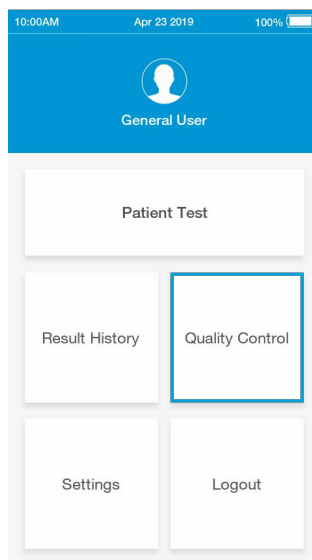 10:00AM Apr 23 2019 100%
General User
Patient Test
Result History Quality Control
Settings Logout